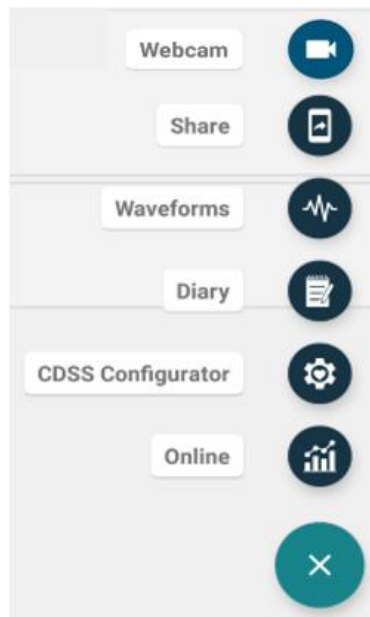 Webcam
Share
Waveforms
Diary
CDSS Configurator
Online